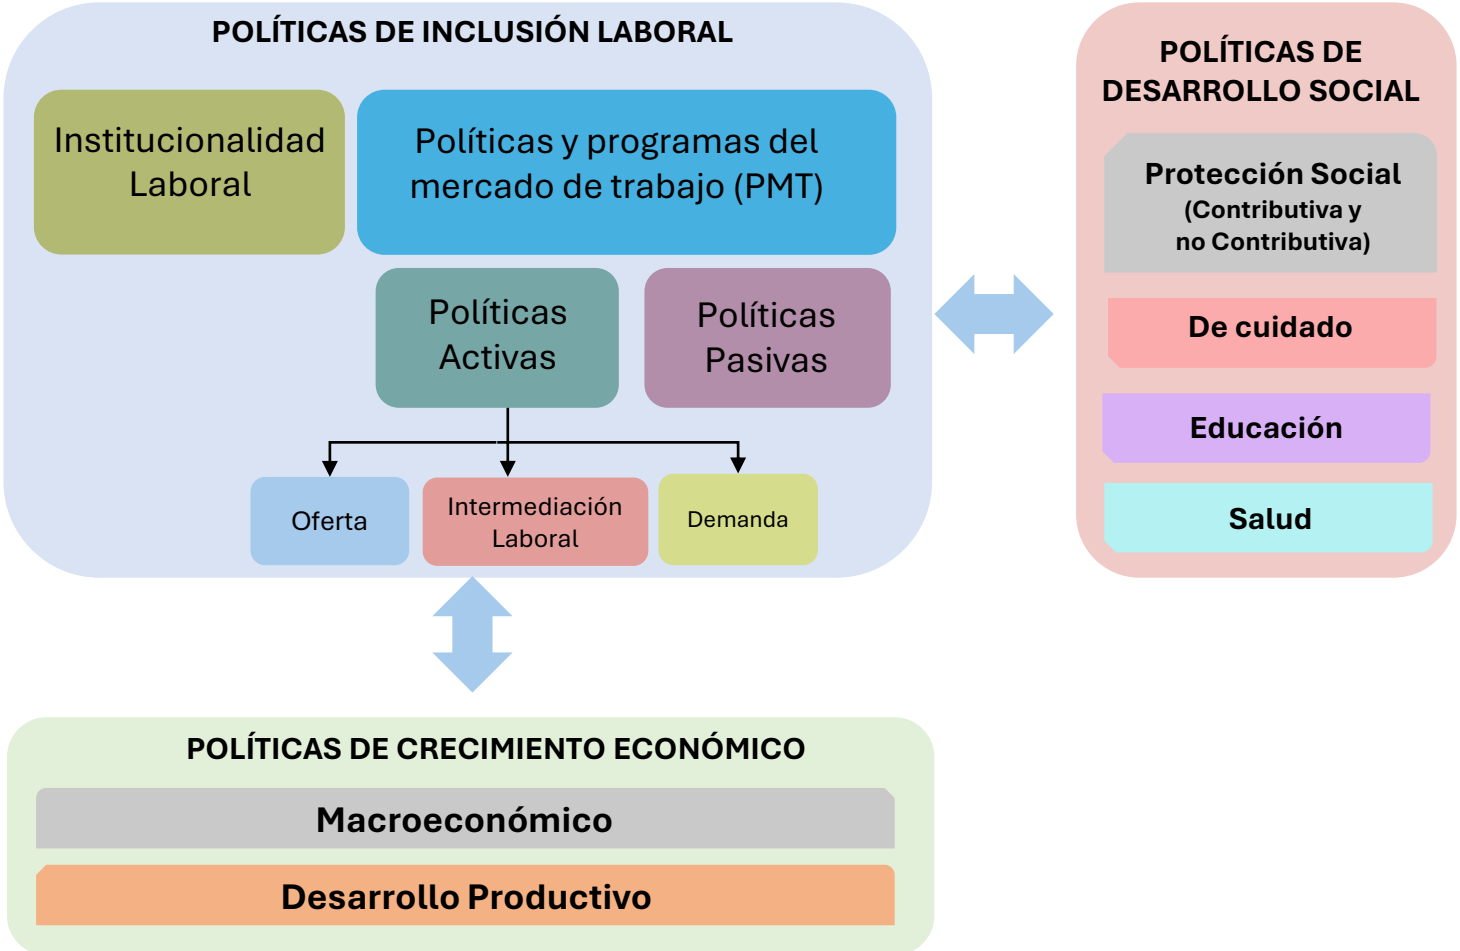 POLÍTICAS DE INCLUSIÓN LABORAL
Institucionalidad
Laboral
Políticas y programas del
mercado de trabajo (PMT)
Políticas
Activas
Políticas
Pasivas
Oferta
Intermediación
Laboral
Demanda
POLÍTICAS DE
DESARROLLO SOCIAL
Protección Social
(Contributiva y
no Contributiva)
De cuidado
Educación
Salud
POLÍTICAS DE CRECIMIENTO ECONÓMICO
Macroeconómico
Desarrollo Productivo